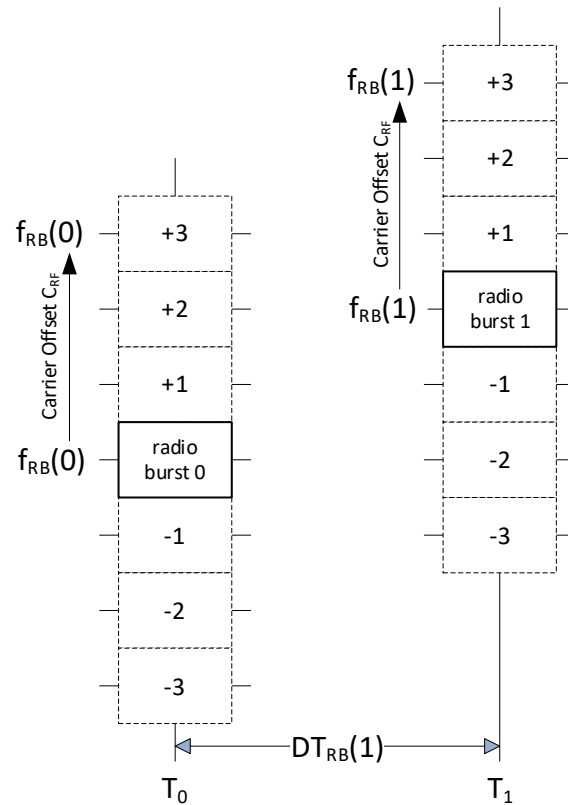 f_RB(1)
+3
Carrier Offset C_RF
+2
+1
f_RB(1)
radio
burst 1
-1
-2
-3
f_RB(0)
+3
Carrier Offset C_RF
+2
+1
f_RB(0)
radio
burst 0
-1
-2
-3
DT_RB(1)
T_0
T_1